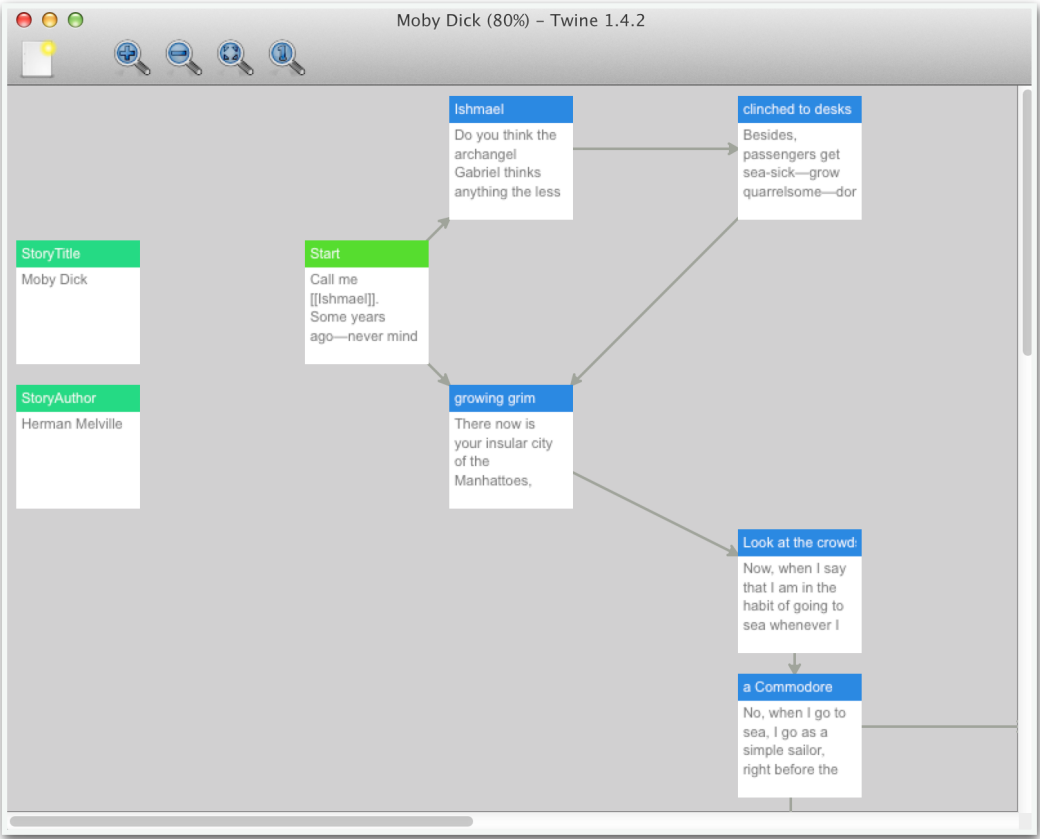 Moby Dick (80%) – Twine 1.4.2
Ishmael
Do you think the
archangel
Gabriel thinks
anything the less
clinched to desks
Besides,
passengers get
sea-sick—grow
quarrelsome—dor
StoryTitle
Moby Dick
Start
Call me
[[Ishmael]].
Some years
ago—never mind
StoryAuthor
Herman Melville
growing grim
There now is
your insular city
of the
Manhattoes,
Look at the crowds
Now, when I say
that I am in the
habit of going to
sea whenever I
a Commodore
No, when I go to
sea, I go as a
simple sailor,
right before the